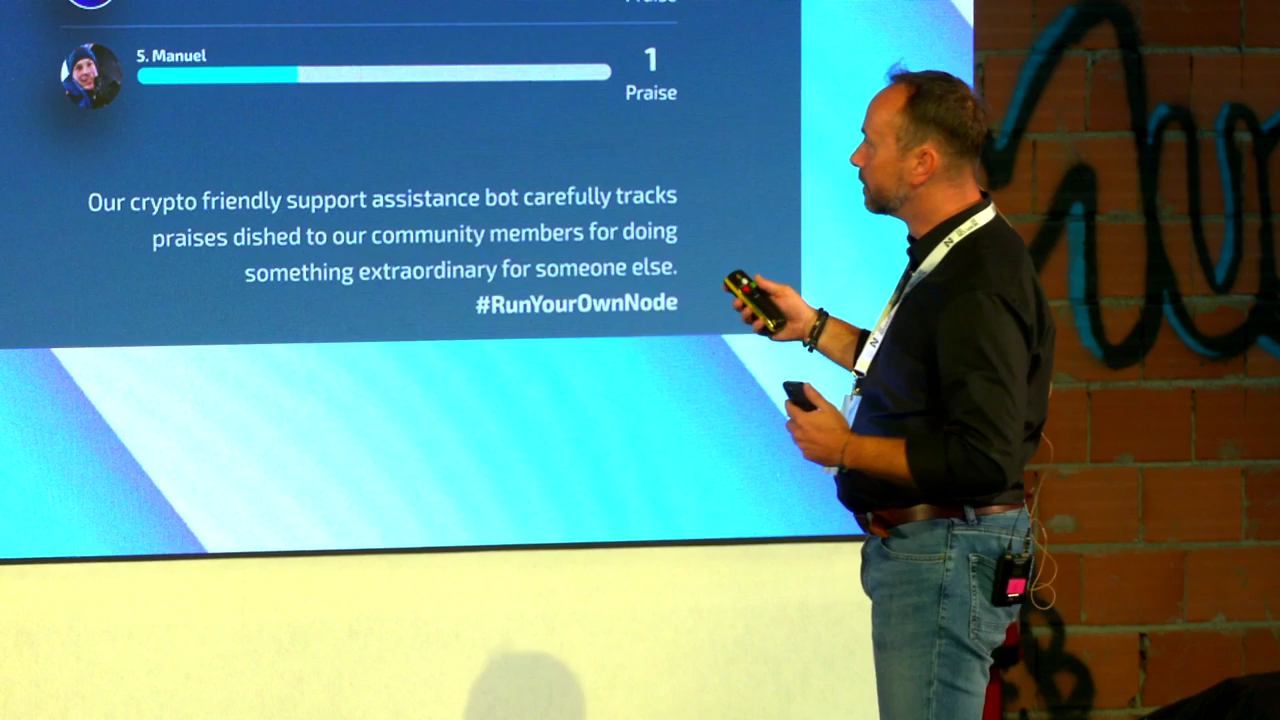 Praise
5. Manuel
1
Praise
Our crypto friendly support assistance bot carefully tracks
praises dished to our community members for doing
something extraordinary for someone else.
#RunYourOwnNode